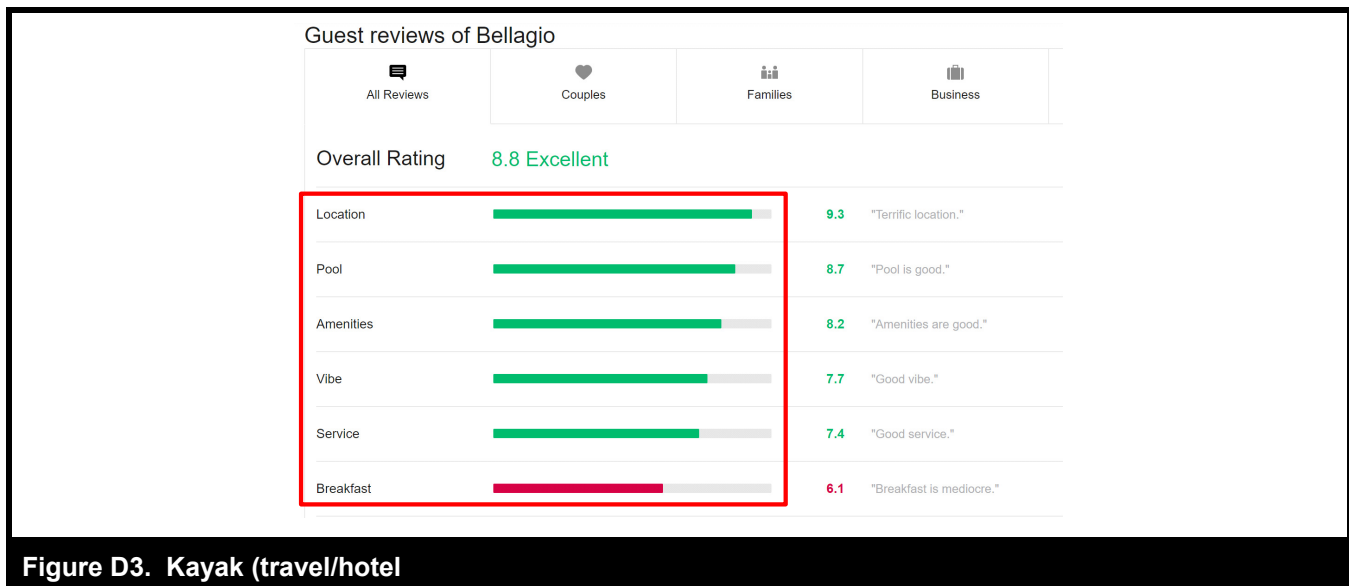 Guest reviews of Bellagio
All Reviews Couples Families Business
Overall Rating 8.8 Excellent
Location 9.3 "Terrific location."
Pool 8.7 "Pool is good."
Amenities 8.2 "Amenities are good."
Vibe 7.7 "Good vibe."
Service 7.4 "Good service."
Breakfast 6.1 "Breakfast is mediocre."
Figure D3. Kayak (travel/hotel